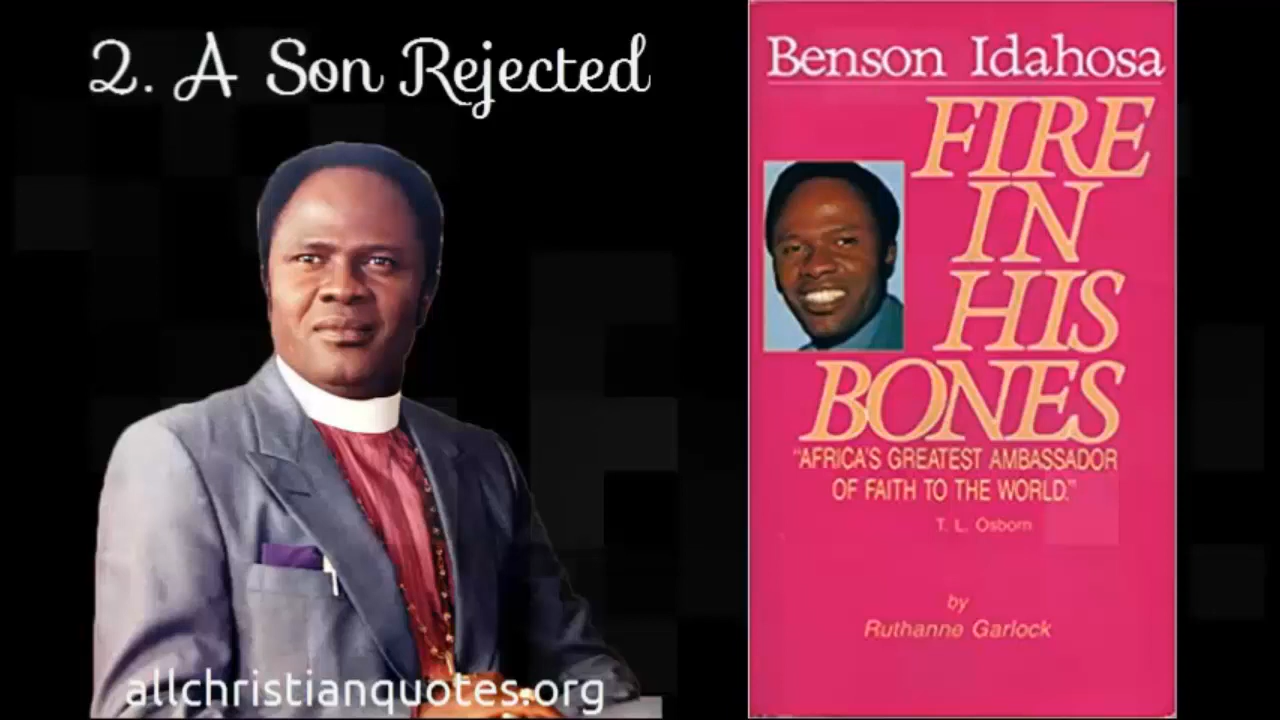 2. A Son Rejected
allchristianquotes.org
Benson Idahosa
FIRE
IN
HIS
BONES
"AFRICA'S GREATEST AMBASSADOR
OF FAITH TO THE WORLD."
T. L. Osborn
by
Ruthanne Garlock